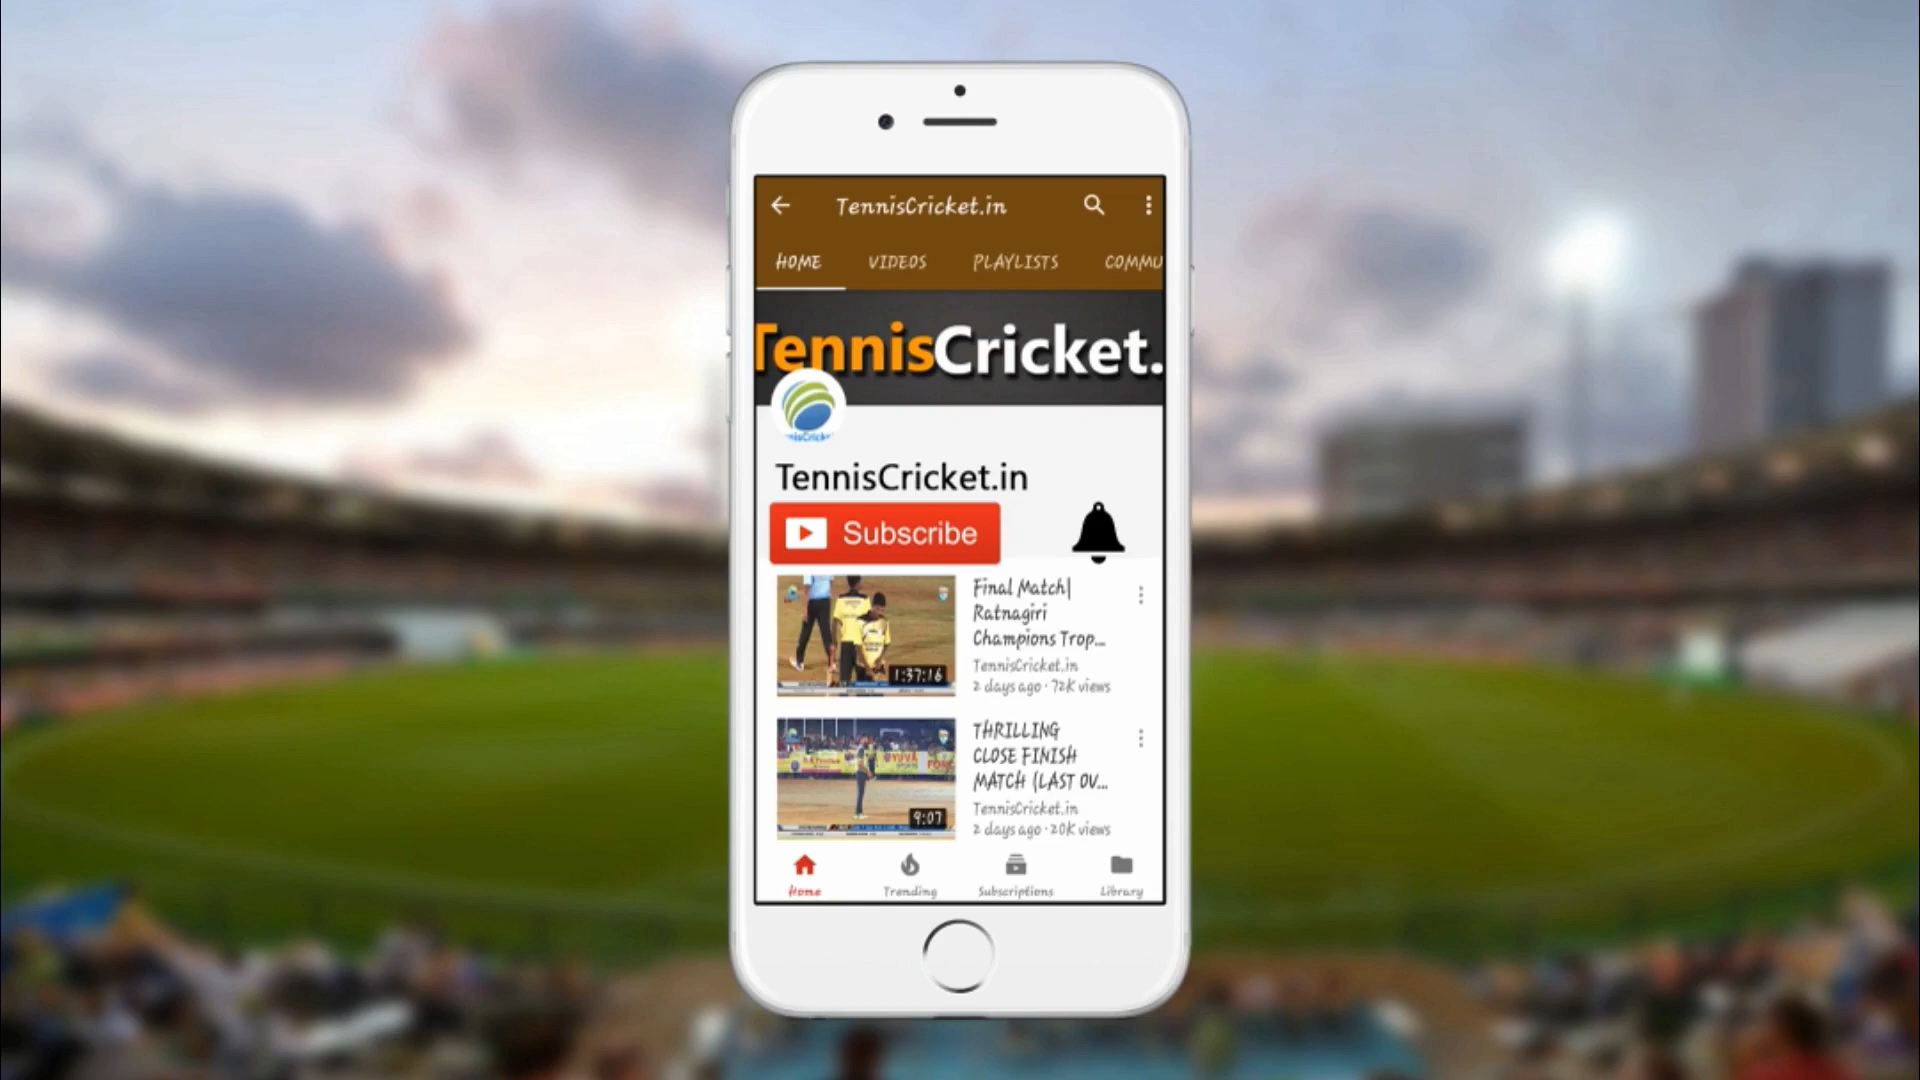 TennisCricket.in
HOME VIDEOS PLAYLISTS COMMU
TennisCricket.
TennisCricket.in
Subscribe
Final Match|
Ratnagiri
Champions Trop...
TennisCricket.in
2 days ago · 72K views
1:37:16
THRILLING
CLOSE FINISH
MATCH (LAST OV...
TennisCricket.in
2 days ago · 20K views
YUVA
9:07
Home Trending Subscriptions Library